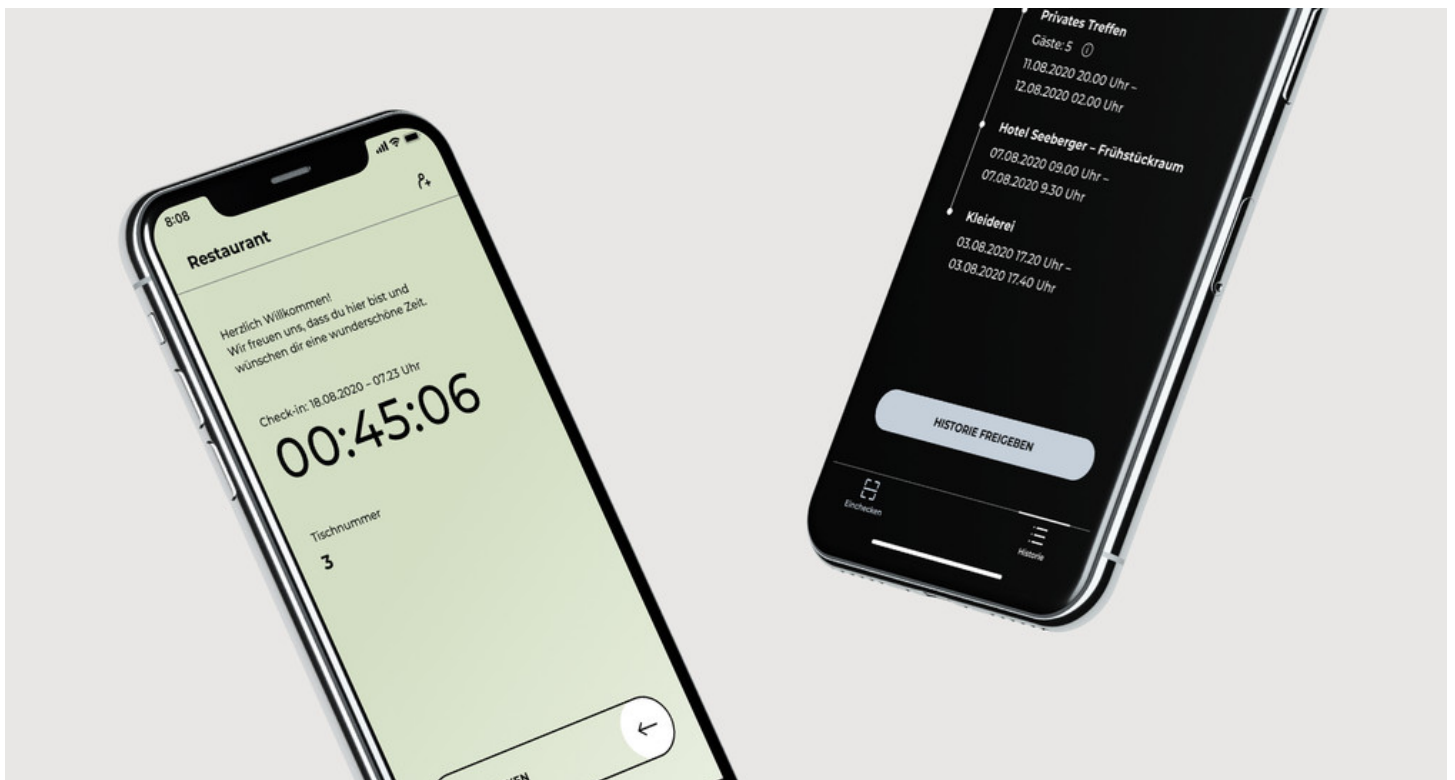 8:08
Restaurant
Herzlich Willkommen!
Wir freuen uns, dass du hier bist und
wünschen dir eine wunderschöne Zeit.
Check-in: 18.08.2020 – 07.23 Uhr
00:45:06
Tischnummer
3
Privates Treffen
Gäste: 5
11.08.2020 20.00 Uhr –
12.08.2020 02.00 Uhr
Hotel Seeberger – Frühstückraum
07.08.2020 09.00 Uhr –
07.08.2020 9.30 Uhr
Kleiderei
03.08.2020 17.20 Uhr –
03.08.2020 17.40 Uhr
HISTORIE FREIGEBEN
Einchecken
Historie